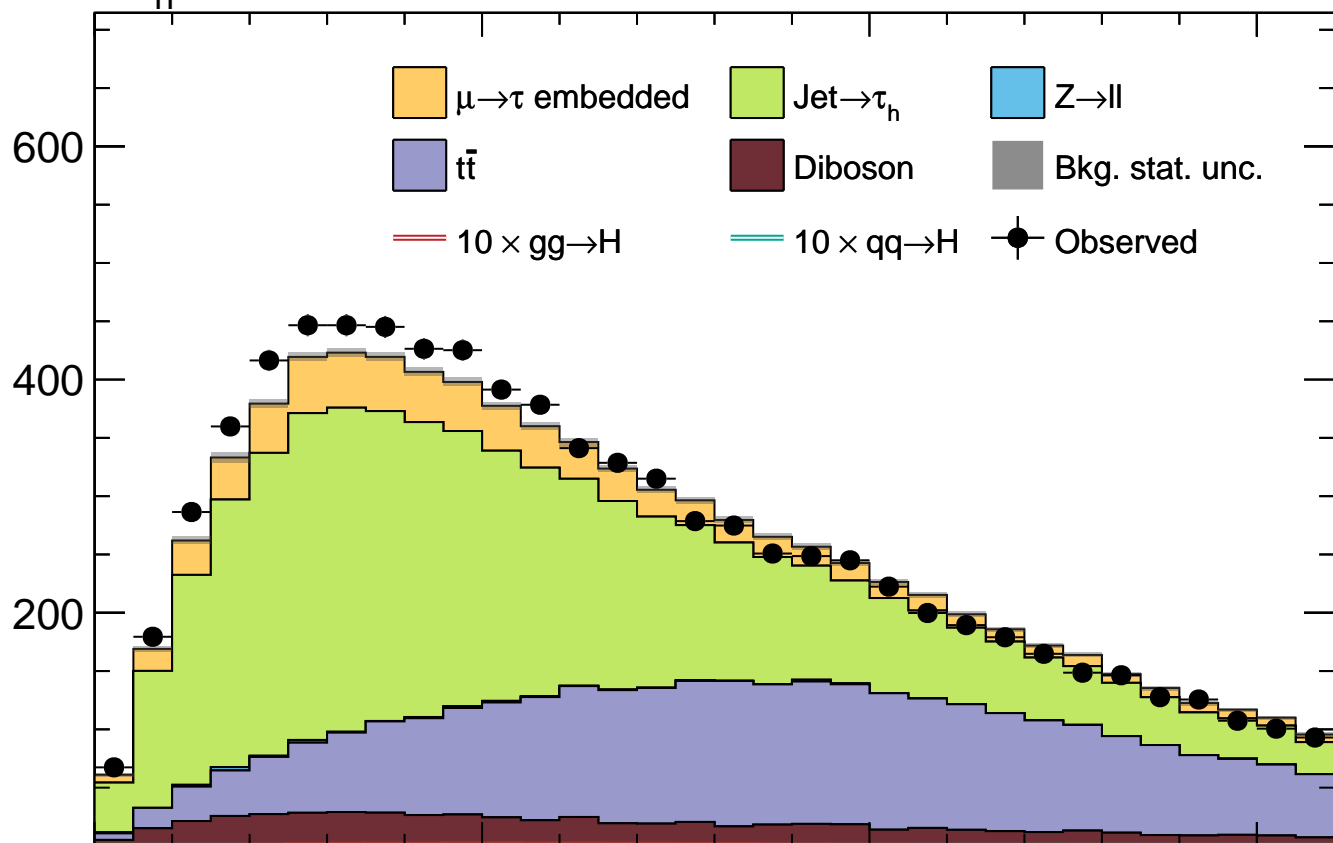 h
μ→τ embedded Jet→τh Z→ll
600
tt̄ Diboson Bkg. stat. unc.
10 × gg→H 10 × qq→H Observed
400
200